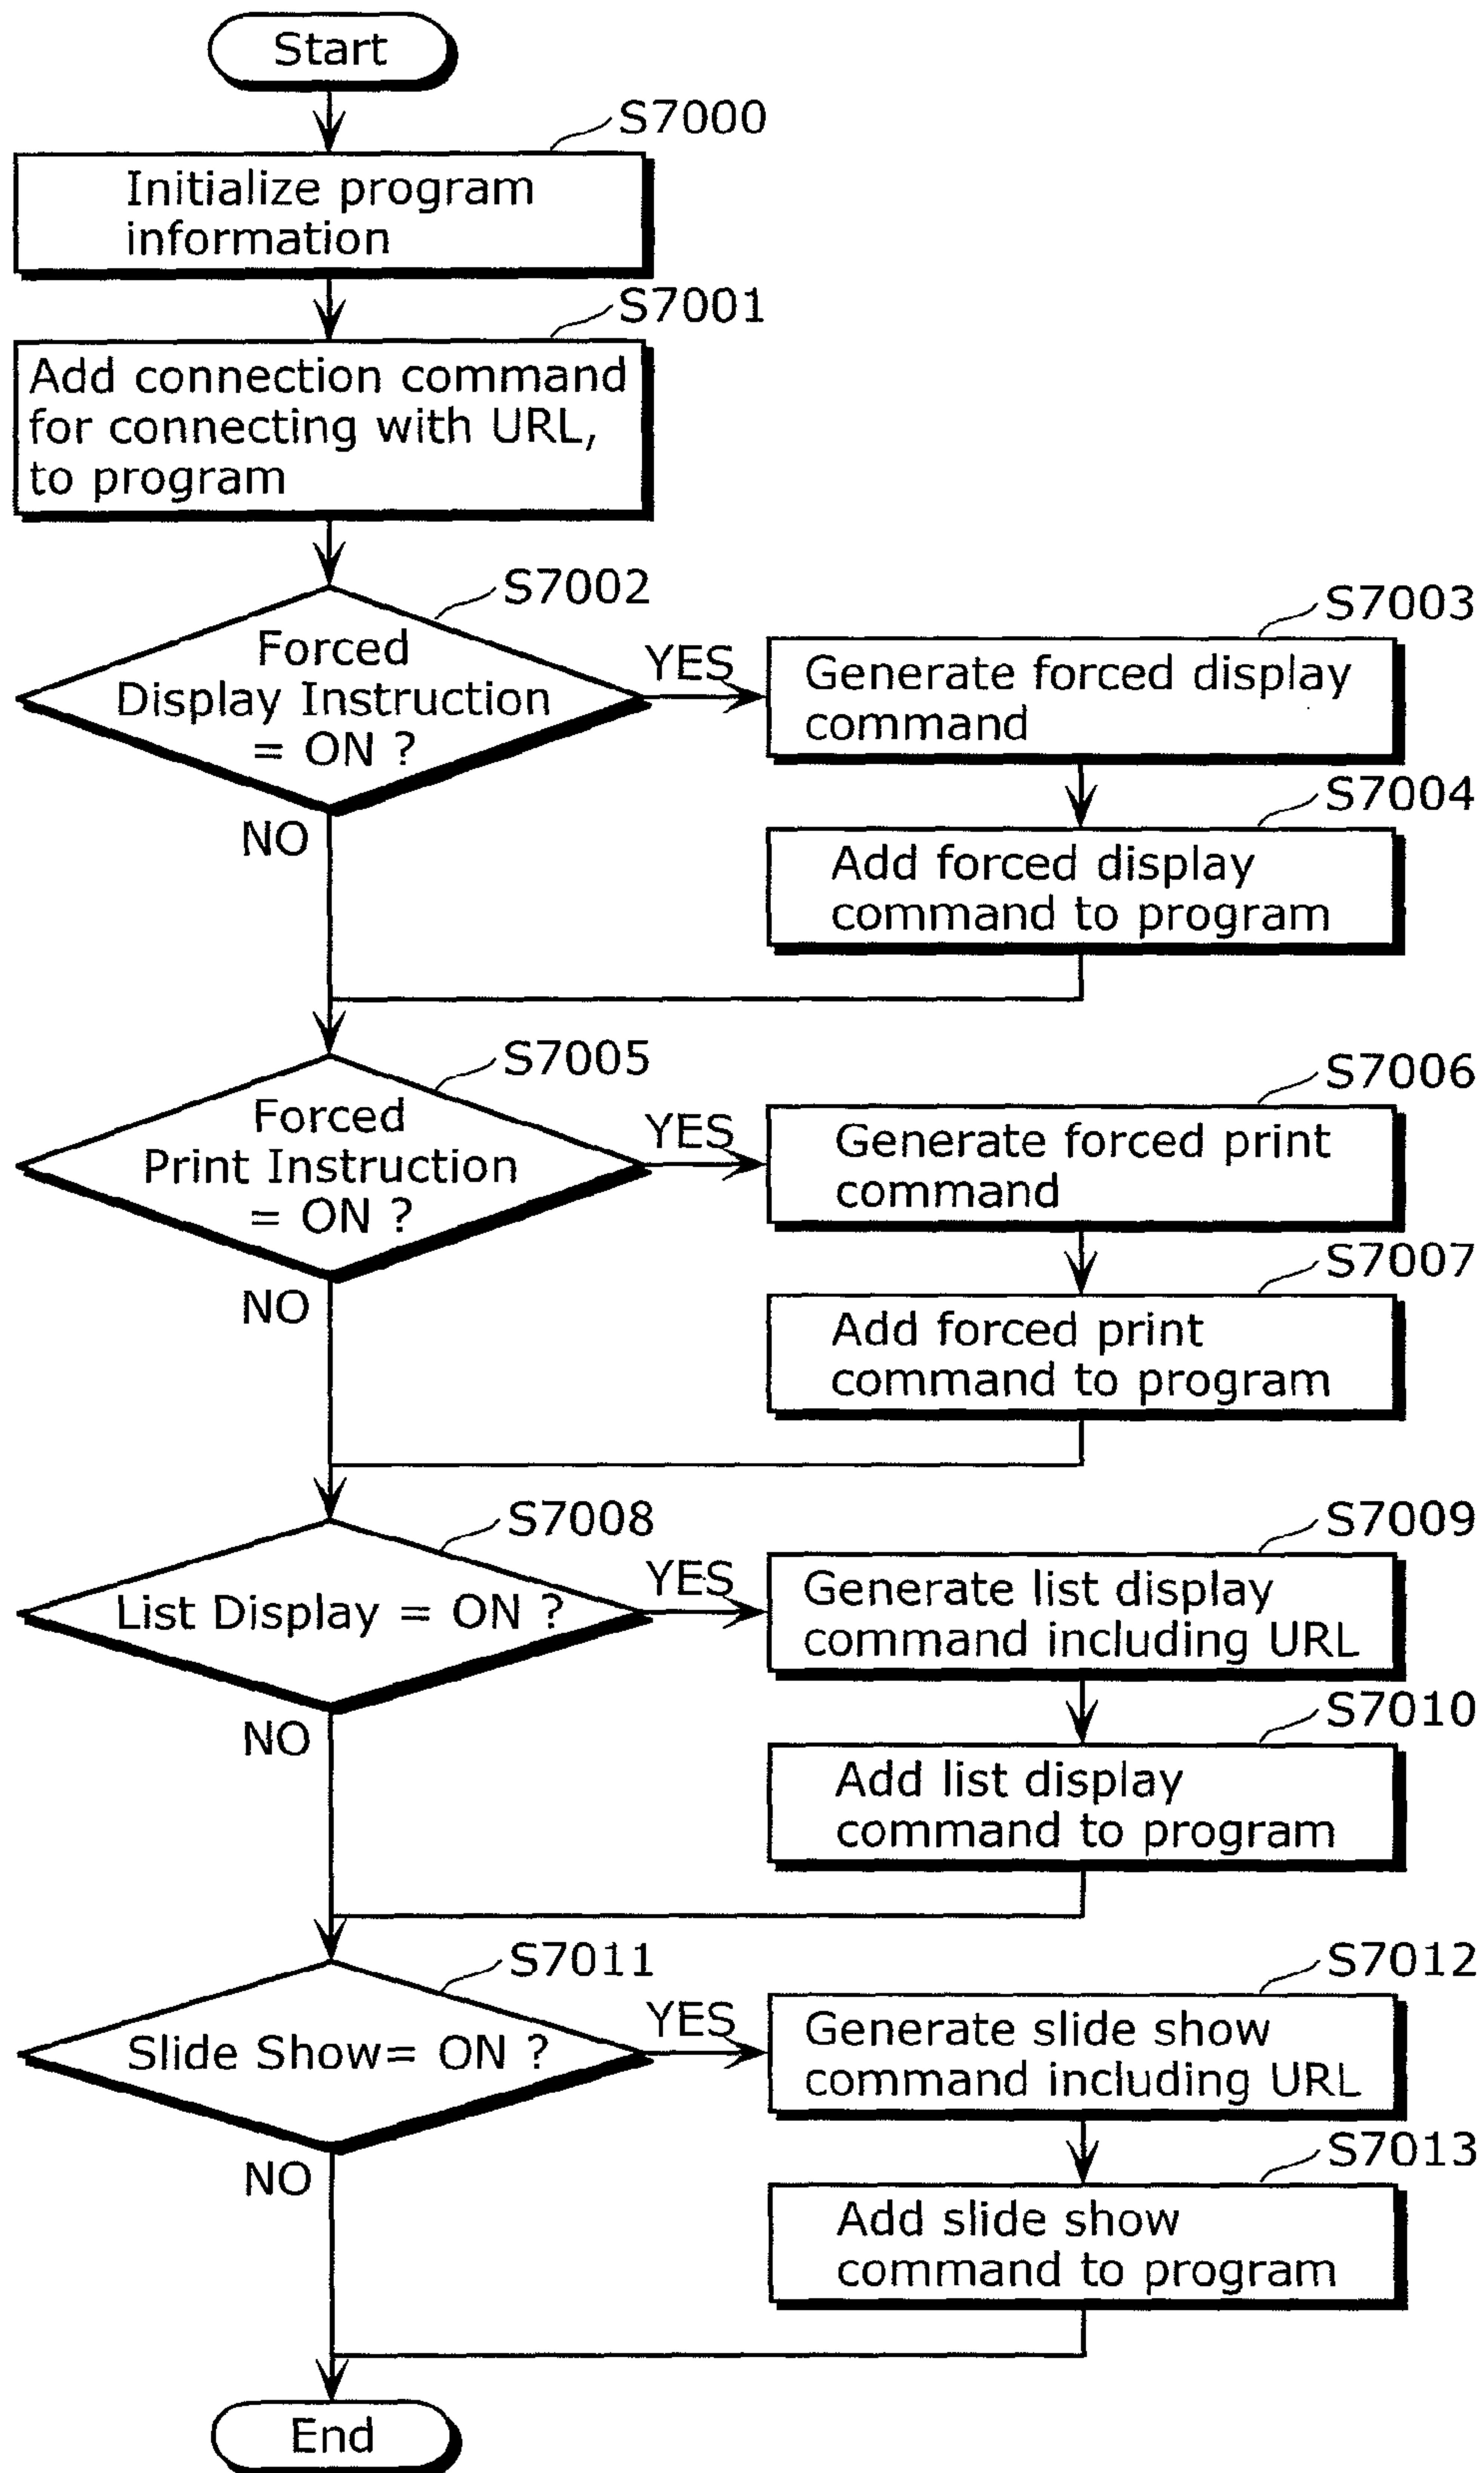 Start
S7000
Initialize program
information
S7001
Add connection command
for connecting with URL,
to program
S7002
Forced
Display Instruction
= ON ?
YES
NO
S7003
Generate forced display
command
S7004
Add forced display
command to program
S7005
Forced
Print Instruction
= ON ?
YES
NO
S7006
Generate forced print
command
S7007
Add forced print
command to program
S7008
List Display = ON ?
YES
NO
S7009
Generate list display
command including URL
S7010
Add list display
command to program
S7011
Slide Show= ON ?
YES
NO
S7012
Generate slide show
command including URL
S7013
Add slide show
command to program
End